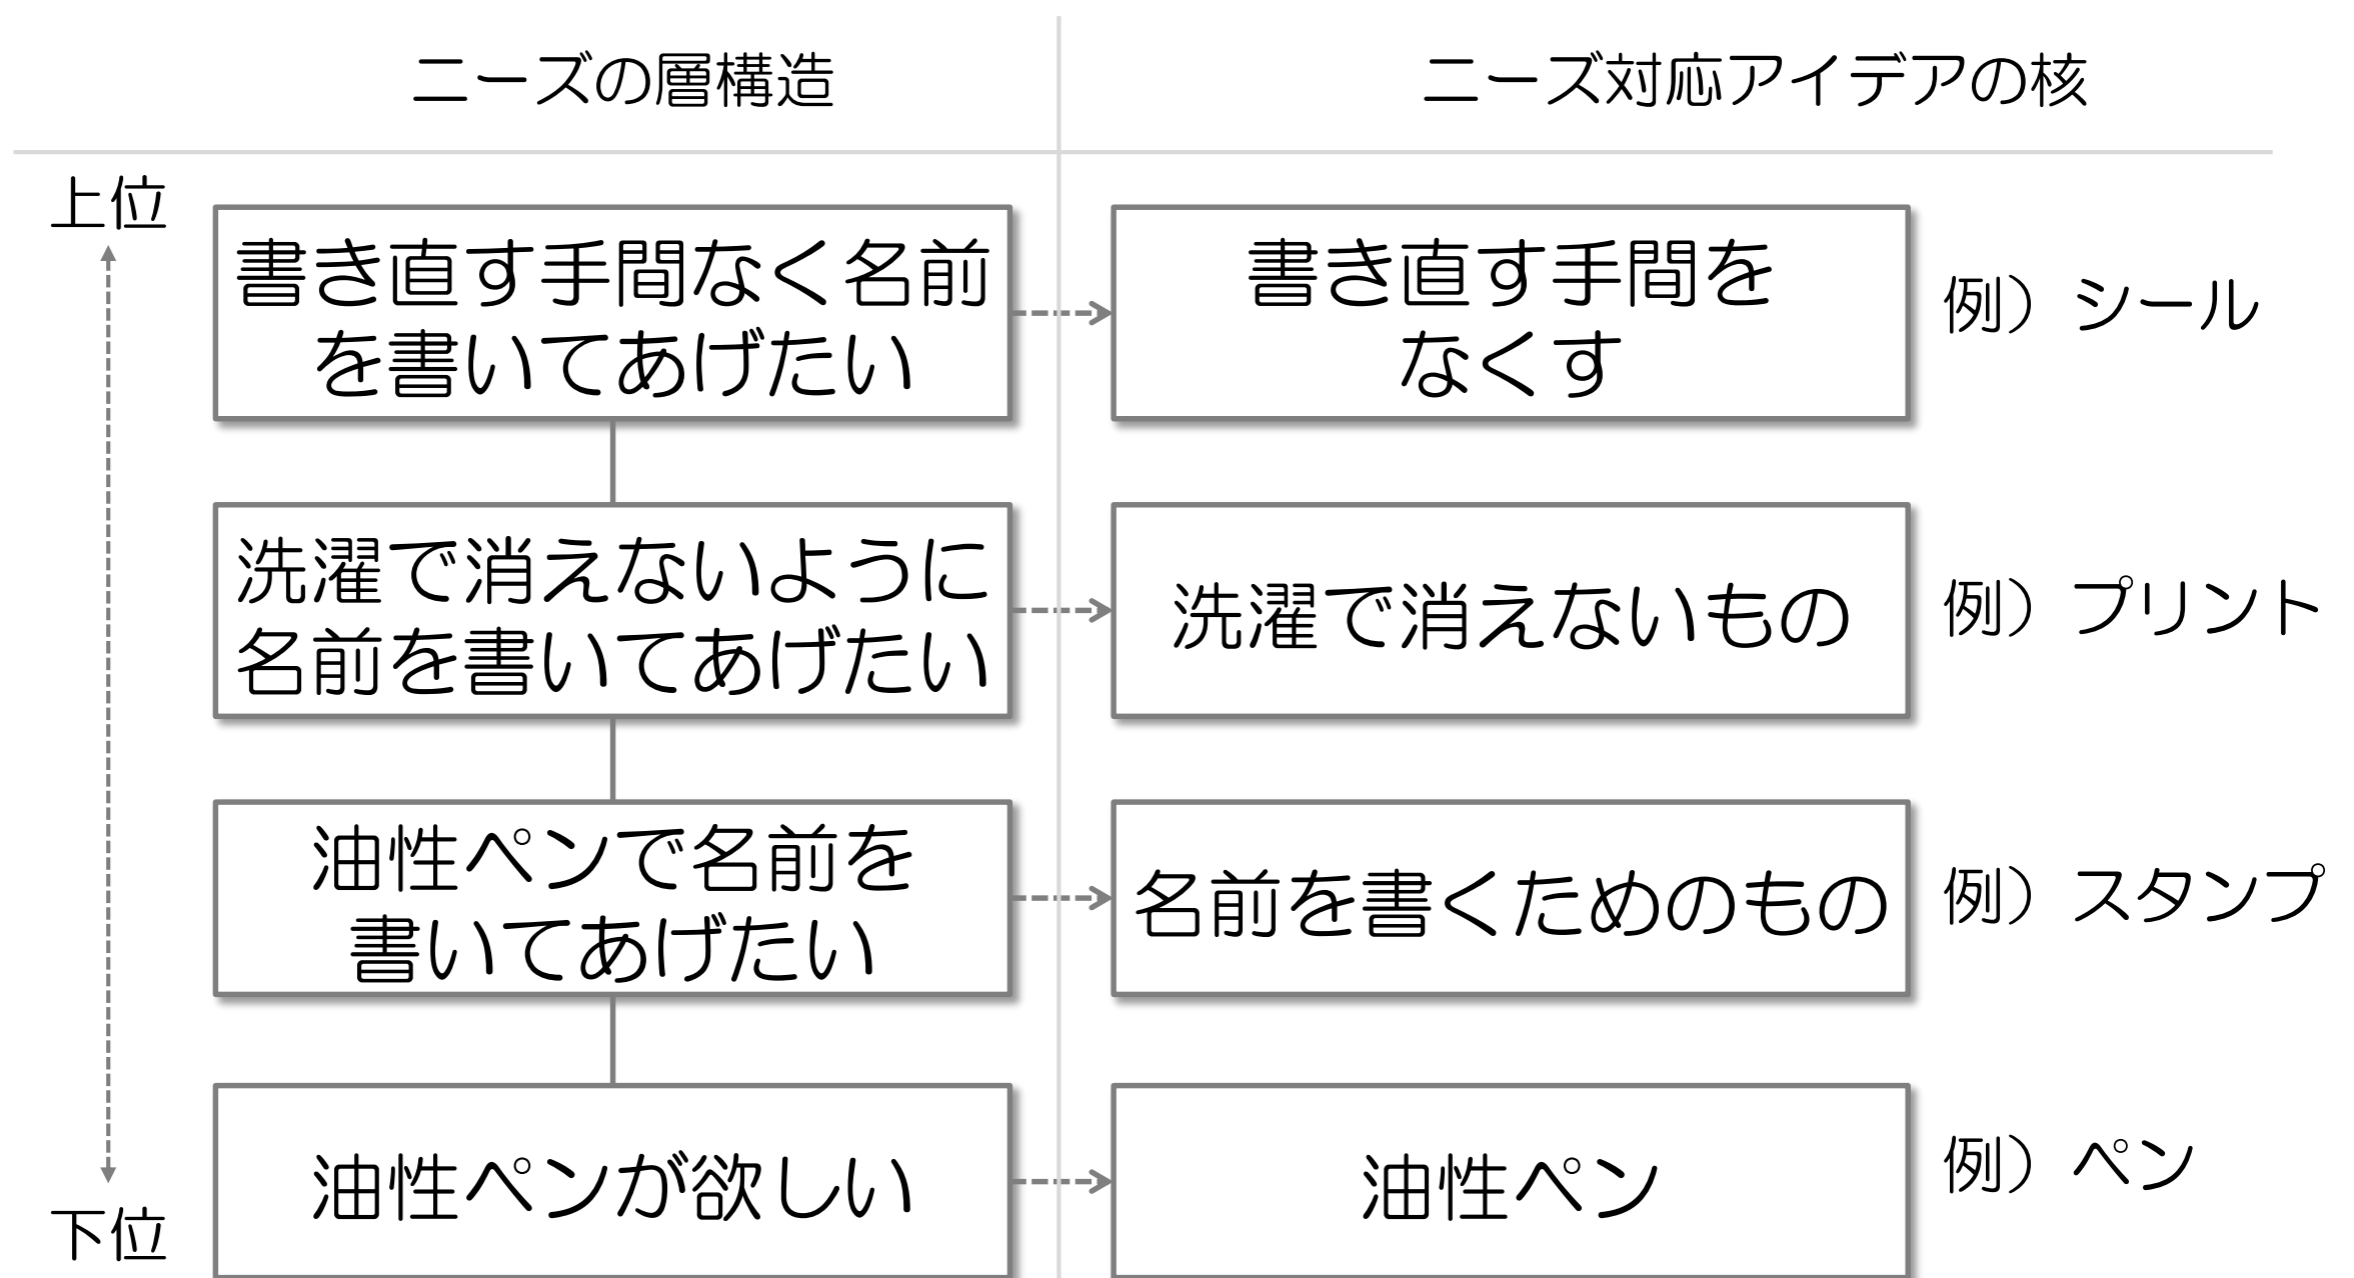 ニーズの層構造
ニーズ対応アイデアの核
上位
書き直す手間なく名前
を書いてあげたい
書き直す手間を
なくす
例）シール
洗濯で消えないように
名前を書いてあげたい
洗濯で消えないもの
例）プリント
油性ペンで名前を
書いてあげたい
名前を書くためのもの
例）スタンプ
油性ペンが欲しい
油性ペン
例）ペン
下位